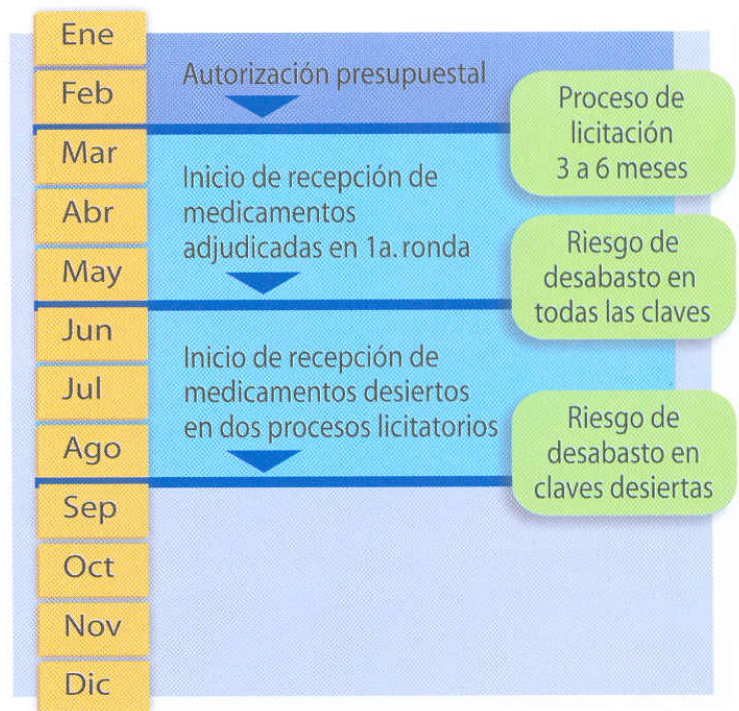 Ene
Feb
Mar
Abr
May
Jun
Jul
Ago
Sep
Oct
Nov
Dic
Autorización presupuestal
Inicio de recepción de
medicamentos
adjudicadas en 1a. ronda
Inicio de recepción de
medicamentos desiertos
en dos procesos licitatorios
Proceso de
licitación
3 a 6 meses
Riesgo de
desabasto en
todas las claves
Riesgo de
desabasto en
claves desiertas